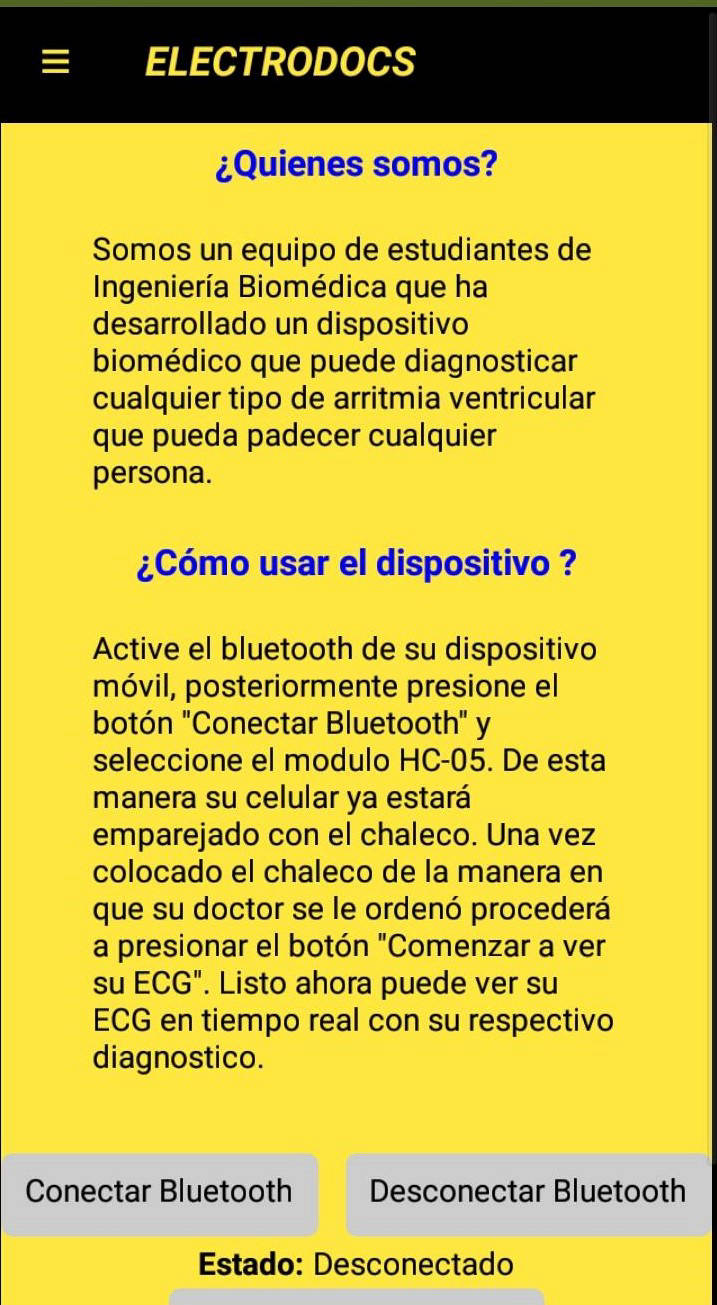 ELECTRODOCS
¿Quienes somos?
Somos un equipo de estudiantes de
Ingeniería Biomédica que ha
desarrollado un dispositivo
biomédico que puede diagnosticar
cualquier tipo de arritmia ventricular
que pueda padecer cualquier
persona.
¿Cómo usar el dispositivo ?
Active el bluetooth de su dispositivo
móvil, posteriormente presione el
botón "Conectar Bluetooth" y
seleccione el modulo HC-05. De esta
manera su celular ya estará
emparejado con el chaleco. Una vez
colocado el chaleco de la manera en
que su doctor se le ordenó procederá
a presionar el botón "Comenzar a ver
su ECG". Listo ahora puede ver su
ECG en tiempo real con su respectivo
diagnostico.
Conectar Bluetooth
Desconectar Bluetooth
Estado: Desconectado